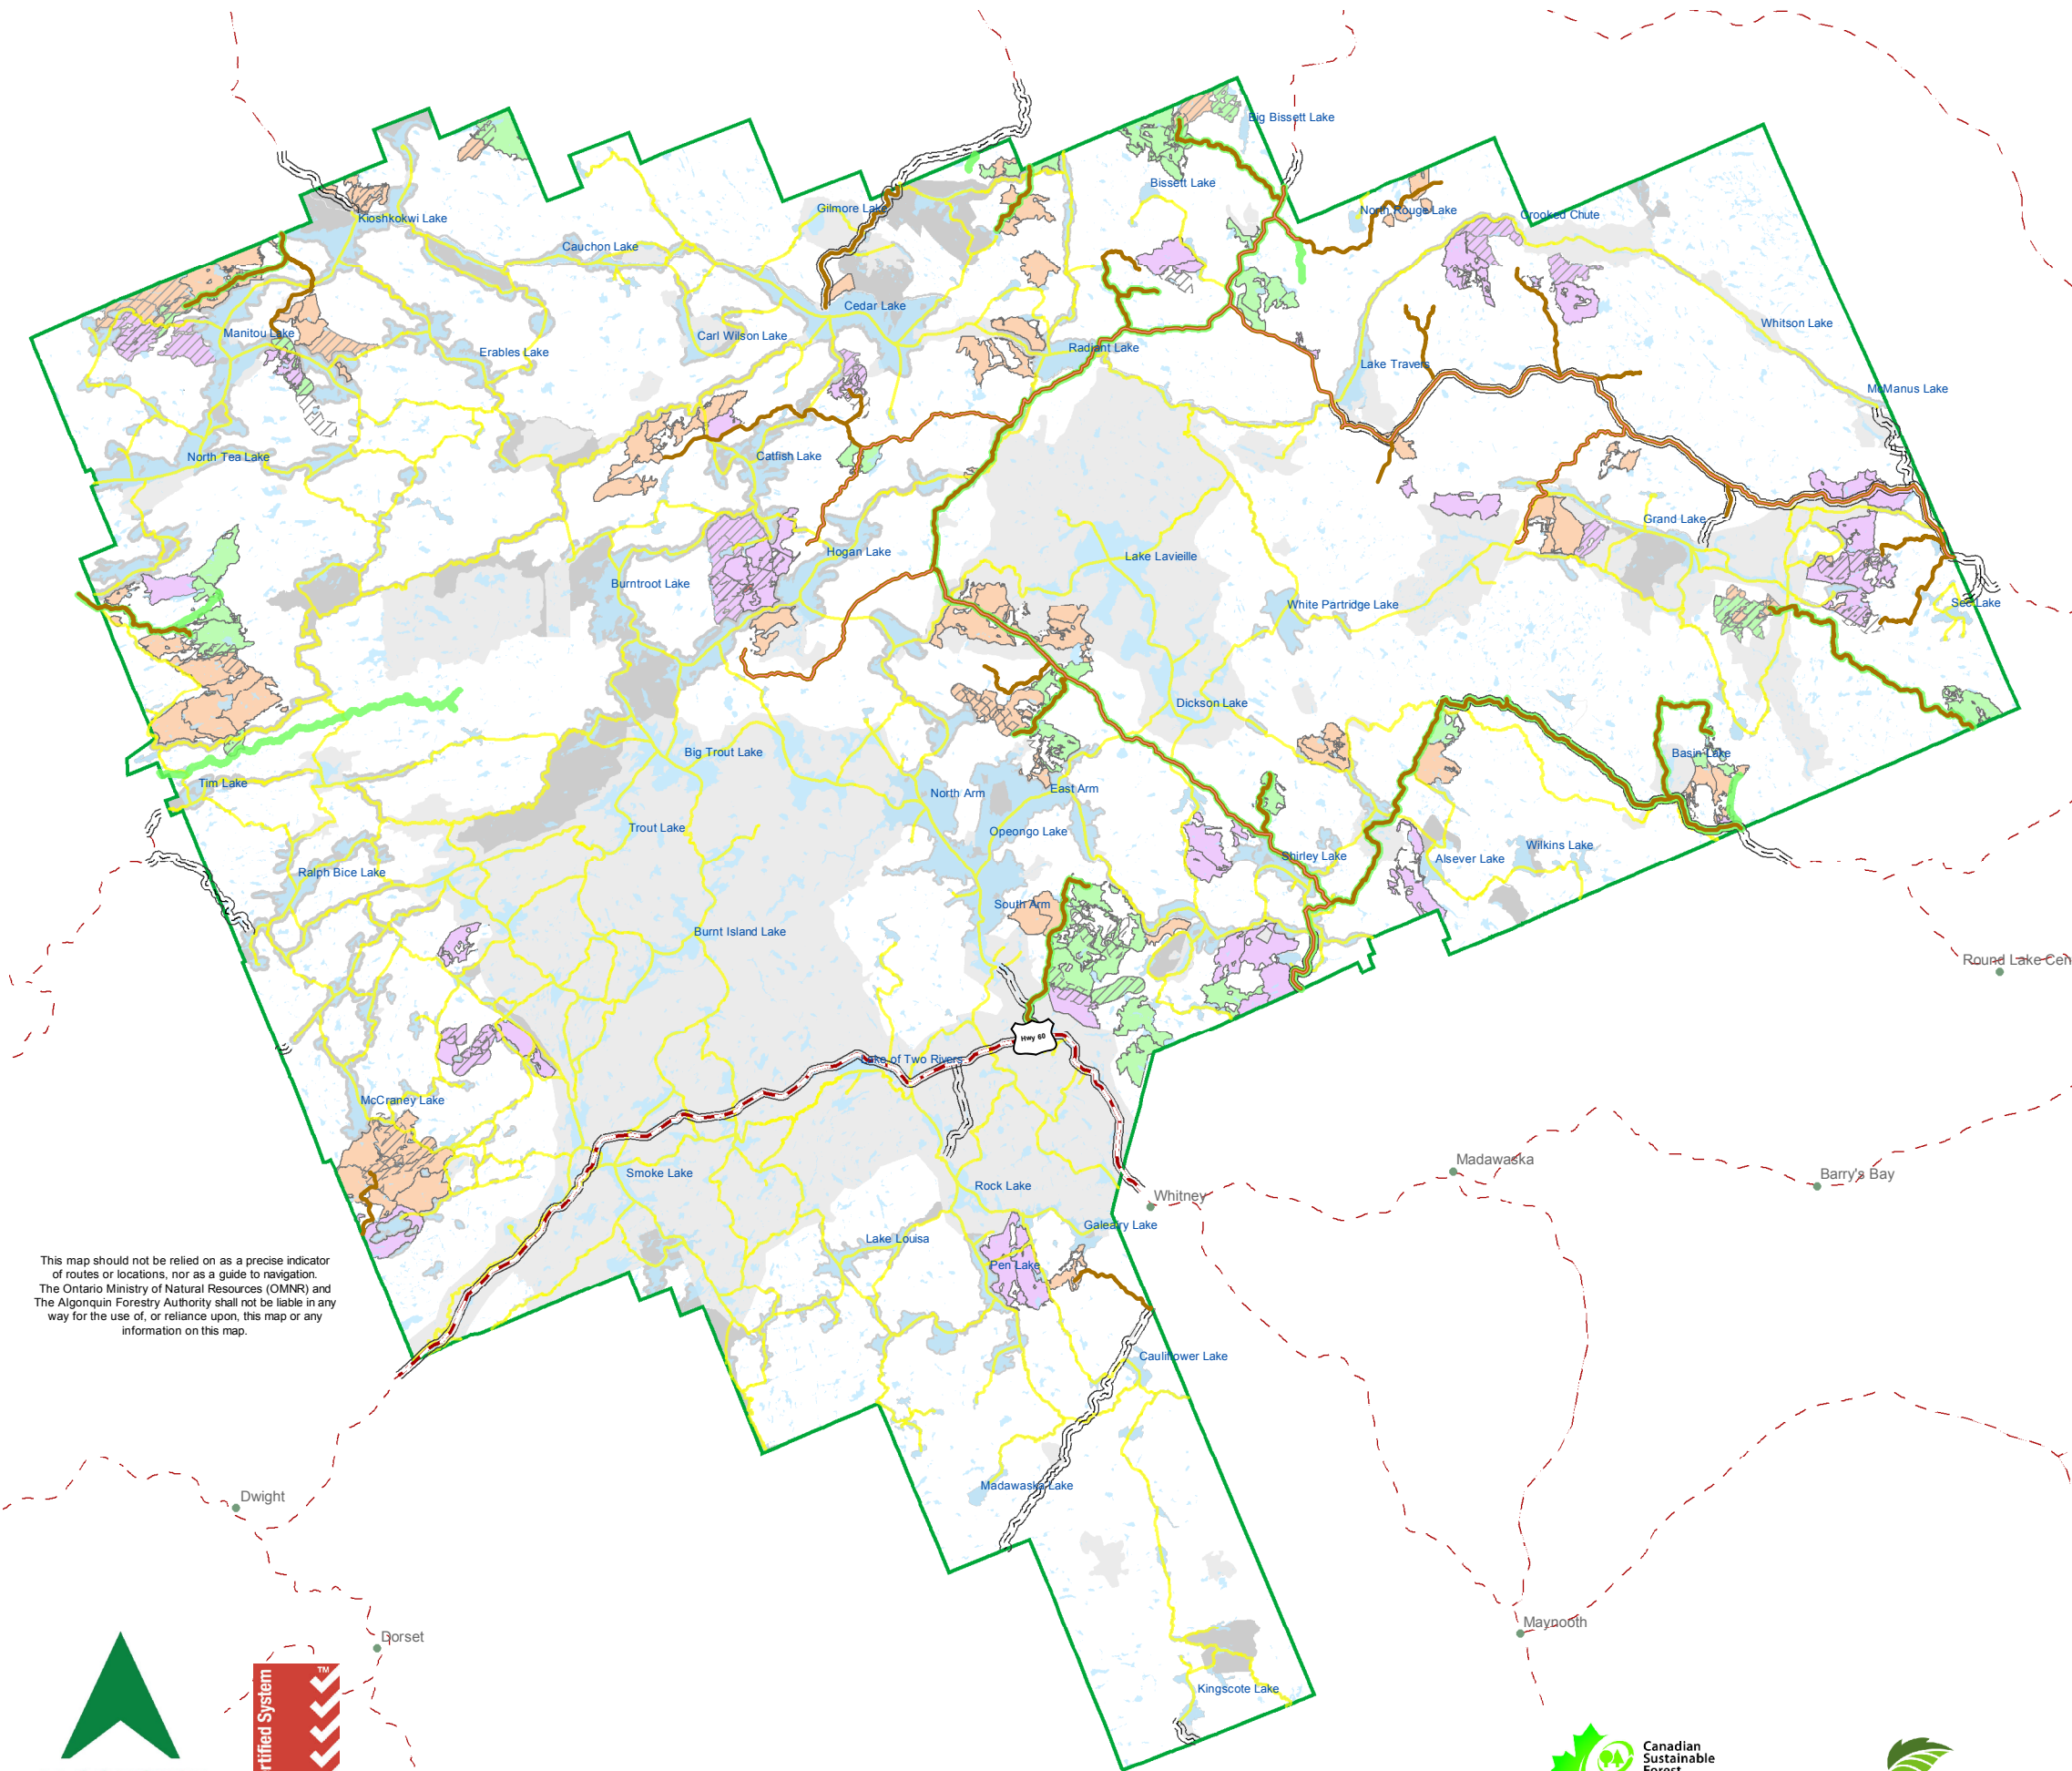 Big Bissett Lake
Bissett Lake
Gilmore Lake
North Rouge Lake
Crooked Chute
Kioshkokwi Lake
Cauchon Lake
Cedar Lake
Whitson Lake
Manitou Lake
Carl Wilson Lake
Radiant Lake
Erables Lake
Lake Travers
McManus Lake
North Tea Lake
Catfish Lake
Grand Lake
Hogan Lake
Lake Lavieille
Burntroot Lake
White Partridge Lake
Sec Lake
Dickson Lake
Big Trout Lake
Basin Lake
Tim Lake
North Arm
East Arm
Trout Lake
Opeongo Lake
Shirley Lake
Wilkins Lake
Alsever Lake
Ralph Bice Lake
South Arm
Burnt Island Lake
Round Lake Cen
Hwy 60
Lake of Two Rivers
McCraney Lake
Madawaska
Smoke Lake
Barry's Bay
Rock Lake
Whitney
Galeairy Lake
Lake Louisa
Pen Lake
This map should not be relied on as a precise indicator
of routes or locations, nor as a guide to navigation.
The Ontario Ministry of Natural Resources (OMNR) and
The Algonquin Forestry Authority shall not be liable in any
way for the use of, or reliance upon, this map or any
information on this map.
Cauliflower Lake
Madawaska Lake
Dwight
Maynooth
Dorset
Kingscote Lake
rtified System
TM
Canadian
Sustainable
Forest